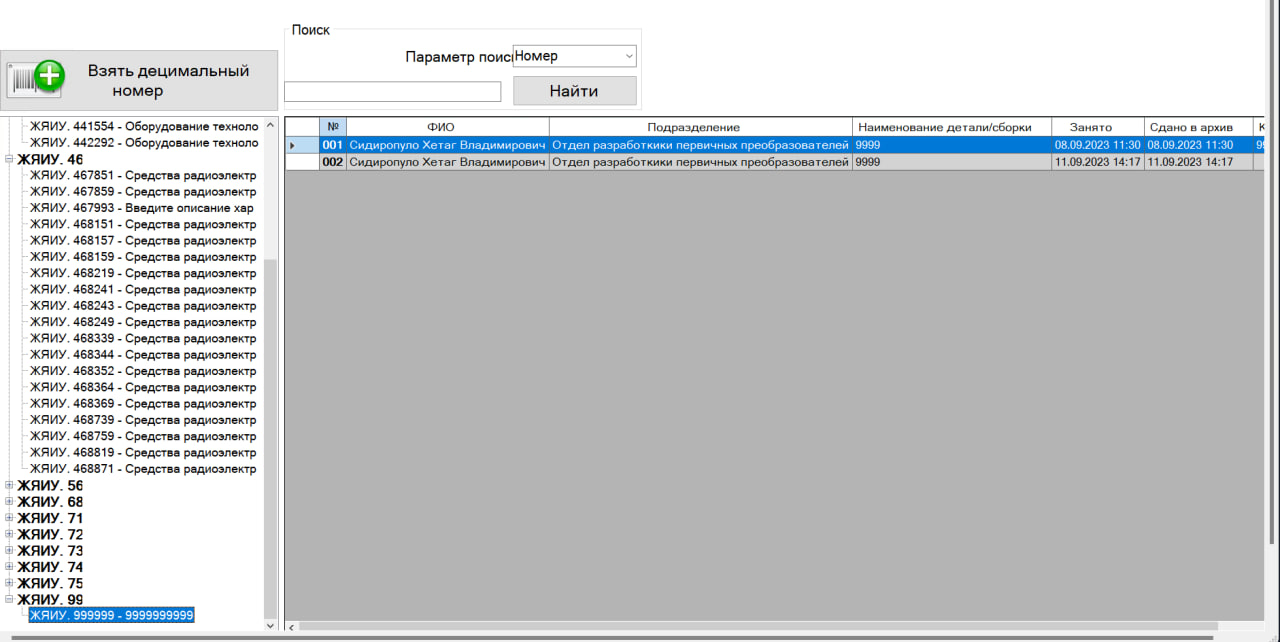 Поиск
Параметр поис Номер
Взять децимальный
номер
Найти
ЖЯИУ. 441554 - Оборудование техноло
ЖЯИУ. 442292 - Оборудование техноло
ЖЯИУ. 46
ЖЯИУ. 467851 - Средства радиоэлектр
ЖЯИУ. 467859 - Средства радиоэлектр
ЖЯИУ. 467993 - Введите описание хар
ЖЯИУ. 468151 - Средства радиоэлектр
ЖЯИУ. 468157 - Средства радиоэлектр
ЖЯИУ. 468159 - Средства радиоэлектр
ЖЯИУ. 468219 - Средства радиоэлектр
ЖЯИУ. 468241 - Средства радиоэлектр
ЖЯИУ. 468243 - Средства радиоэлектр
ЖЯИУ. 468249 - Средства радиоэлектр
ЖЯИУ. 468339 - Средства радиоэлектр
ЖЯИУ. 468344 - Средства радиоэлектр
ЖЯИУ. 468352 - Средства радиоэлектр
ЖЯИУ. 468364 - Средства радиоэлектр
ЖЯИУ. 468369 - Средства радиоэлектр
ЖЯИУ. 468739 - Средства радиоэлектр
ЖЯИУ. 468759 - Средства радиоэлектр
ЖЯИУ. 468819 - Средства радиоэлектр
ЖЯИУ. 468871 - Средства радиоэлектр
ЖЯИУ. 56
ЖЯИУ. 68
ЖЯИУ. 71
ЖЯИУ. 72
ЖЯИУ. 73
ЖЯИУ. 74
ЖЯИУ. 75
ЖЯИУ. 99
ЖЯИУ. 999999 - 9999999999
№ ФИО Подразделение Наименование детали/сборки Занято Сдано в архив К
001 Сидиропуло Хетаг Владимирович Отдел разработкики первичных преобразователей 9999 08.09.2023 11:30 08.09.2023 11:30 99
002 Сидиропуло Хетаг Владимирович Отдел разработкики первичных преобразователей 9999 11.09.2023 14:17 11.09.2023 14:17